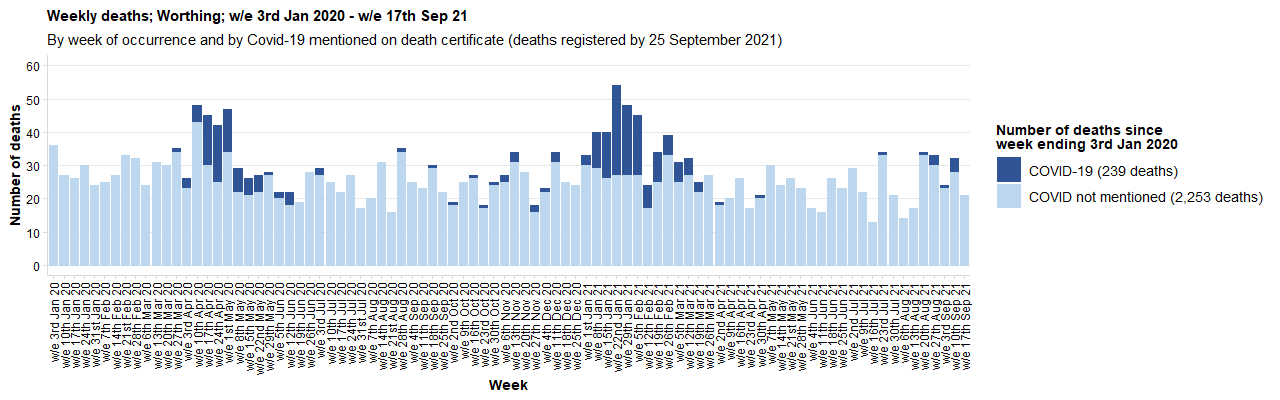 Weekly deaths; Worthing; w/e 3rd Jan 2020 - w/e 17th Sep 21
By week of occurrence and by Covid-19 mentioned on death certificate (deaths registered by 25 September 2021)
Number of deaths
60
50
40
30
20
10
0
w/e 3rd Jan 20
w/e 10th Jan 20
w/e 17th Jan 20
w/e 24th Jan 20
w/e 31st Jan 20
w/e 7th Feb 20
w/e 14th Feb 20
w/e 21st Feb 20
w/e 28th Feb 20
w/e 6th Mar 20
w/e 13th Mar 20
w/e 20th Mar 20
w/e 27th Mar 20
w/e 3rd Apr 20
w/e 10th Apr 20
w/e 17th Apr 20
w/e 24th Apr 20
w/e 1st May 20
w/e 8th May 20
w/e 15th May 20
w/e 22nd May 20
w/e 29th May 20
w/e 5th Jun 20
w/e 12th Jun 20
w/e 19th Jun 20
w/e 26th Jun 20
w/e 3rd Jul 20
w/e 10th Jul 20
w/e 17th Jul 20
w/e 24th Jul 20
w/e 31st Jul 20
w/e 7th Aug 20
w/e 14th Aug 20
w/e 21st Aug 20
w/e 28th Aug 20
w/e 4th Sep 20
w/e 11th Sep 20
w/e 18th Sep 20
w/e 25th Sep 20
w/e 2nd Oct 20
w/e 9th Oct 20
w/e 16th Oct 20
w/e 23rd Oct 20
w/e 30th Oct 20
w/e 6th Nov 20
w/e 13th Nov 20
w/e 20th Nov 20
w/e 27th Nov 20
w/e 4th Dec 20
w/e 11th Dec 20
w/e 18th Dec 20
w/e 25th Dec 20
w/e 1st Jan 21
w/e 8th Jan 21
w/e 15th Jan 21
w/e 22nd Jan 21
w/e 29th Jan 21
w/e 5th Feb 21
w/e 12th Feb 21
w/e 19th Feb 21
w/e 26th Feb 21
w/e 5th Mar 21
w/e 12th Mar 21
w/e 19th Mar 21
w/e 26th Mar 21
w/e 2nd Apr 21
w/e 9th Apr 21
w/e 16th Apr 21
w/e 23rd Apr 21
w/e 30th Apr 21
w/e 7th May 21
w/e 14th May 21
w/e 21st May 21
w/e 28th May 21
w/e 4th Jun 21
w/e 11th Jun 21
w/e 18th Jun 21
w/e 25th Jun 21
w/e 2nd Jul 21
w/e 9th Jul 21
w/e 16th Jul 21
w/e 23rd Jul 21
w/e 30th Jul 21
w/e 6th Aug 21
w/e 13th Aug 21
w/e 20th Aug 21
w/e 27th Aug 21
w/e 3rd Sep 21
w/e 10th Sep 21
w/e 17th Sep 21
Week
Number of deaths since
week ending 3rd Jan 2020
COVID-19 (239 deaths)
COVID not mentioned (2,253 deaths)